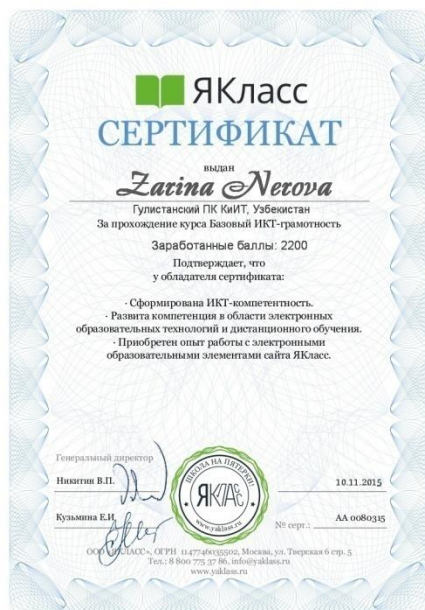 ЯКласс
СЕРТИФИКАТ
выдан
Zarina Nerova
Гулистанский ПК КиИТ, Узбекистан
За прохождение курса Базовый ИКТ-грамотность
Заработанные баллы: 2200
Подтверждает, что
у обладателя сертификата:
· Сформирована ИКТ-компетентность.
· Развита компетенция в области электронных
образовательных технологий и дистанционного обучения.
· Приобретен опыт работы с электронными
образовательными элементами сайта ЯКласс.
Генеральный директор
Никитин В.П.
ШКОЛА НА ПЯТЕРКИ!
ЯКЛАСС
www.yaklass.ru
10.11.2015
Кузьмина Е.И.
№ серт.: АА 0080315
ООО «ЯКЛАСС», ОГРН 1147746035502, Москва, ул. Тверская 6 стр. 5
Тел.: 8 800 775 37 86, info@yaklass.ru
www.yaklass.ru